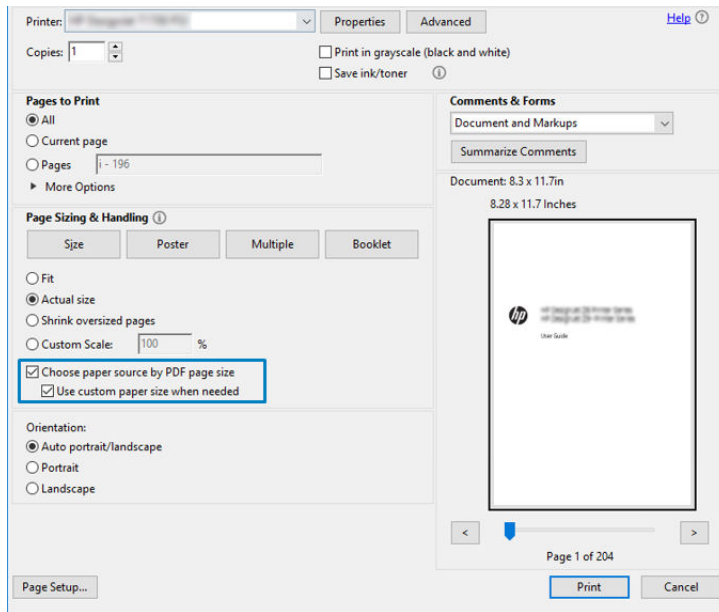 Printer:
Properties
Advanced
Help
Copies: 1
Print in grayscale (black and white)
Save ink/toner
Pages to Print
All
Current page
Pages i - 196
More Options
Comments & Forms
Document and Markups
Summarize Comments
Document: 8.3 x 11.7in
8.28 x 11.7 Inches
Page Sizing & Handling
Size
Poster
Multiple
Booklet
Fit
Actual size
Shrink oversized pages
Custom Scale: 100 %
Choose paper source by PDF page size
Use custom paper size when needed
hp
User Guide
Orientation:
Auto portrait/landscape
Portrait
Landscape
<
>
Page 1 of 204
Page Setup...
Print
Cancel